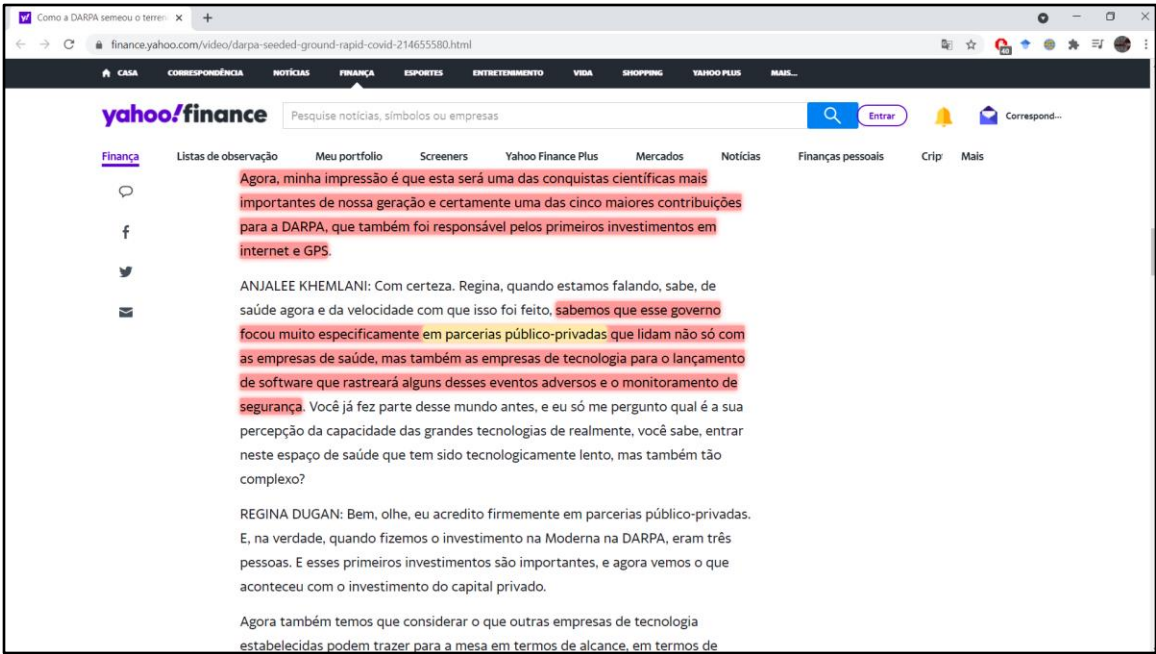 Como a DARPA semeou o terren
finance.yahoo.com/video/darpa-seeded-ground-rapid-covid-214655580.html
40
CASA CORRESPONDÊNCIA NOTÍCIAS FINANÇA ESPORTES ENTRETENIMENTO VIDA SHOPPING YAHOO PLUS MAIS...
yahoo!finance Pesquise notícias, símbolos ou empresas Entrar Correspond...
Finança Listas de observação Meu portfolio Screeners Yahoo Finance Plus Mercados Notícias Finanças pessoais Crip Mais
Agora, minha impressão é que esta será uma das conquistas científicas mais
importantes de nossa geração e certamente uma das cinco maiores contribuições
para a DARPA, que também foi responsável pelos primeiros investimentos em
internet e GPS.
ANJALEE KHEMLANI: Com certeza. Regina, quando estamos falando, sabe, de
saúde agora e da velocidade com que isso foi feito, sabemos que esse governo
focou muito especificamente em parcerias público-privadas que lidam não só com
as empresas de saúde, mas também as empresas de tecnologia para o lançamento
de software que rastreará alguns desses eventos adversos e o monitoramento de
segurança. Você já fez parte desse mundo antes, e eu só me pergunto qual é a sua
percepção da capacidade das grandes tecnologias de realmente, você sabe, entrar
neste espaço de saúde que tem sido tecnologicamente lento, mas também tão
complexo?
REGINA DUGAN: Bem, olhe, eu acredito firmemente em parcerias público-privadas.
E, na verdade, quando fizemos o investimento na Moderna na DARPA, eram três
pessoas. E esses primeiros investimentos são importantes, e agora vemos o que
aconteceu com o investimento do capital privado.
Agora também temos que considerar o que outras empresas de tecnologia
estabelecidas podem trazer para a mesa em termos de alcance, em termos de